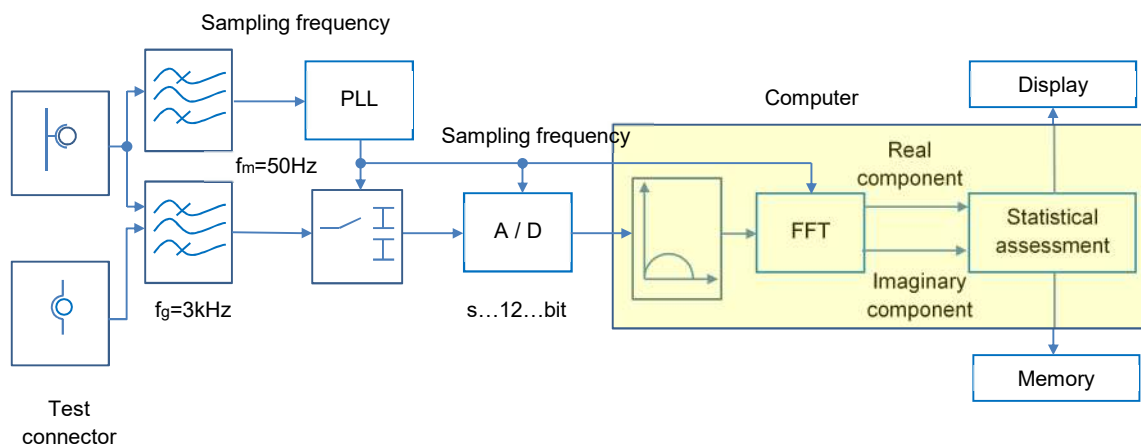 Sampling frequency
PLL
Computer
Display
fm=50Hz
Sampling frequency
Real
component
A / D
FFT
Statistical
assessment
Imaginary
component
fg=3kHz
s…12…bit
Memory
Test
connector